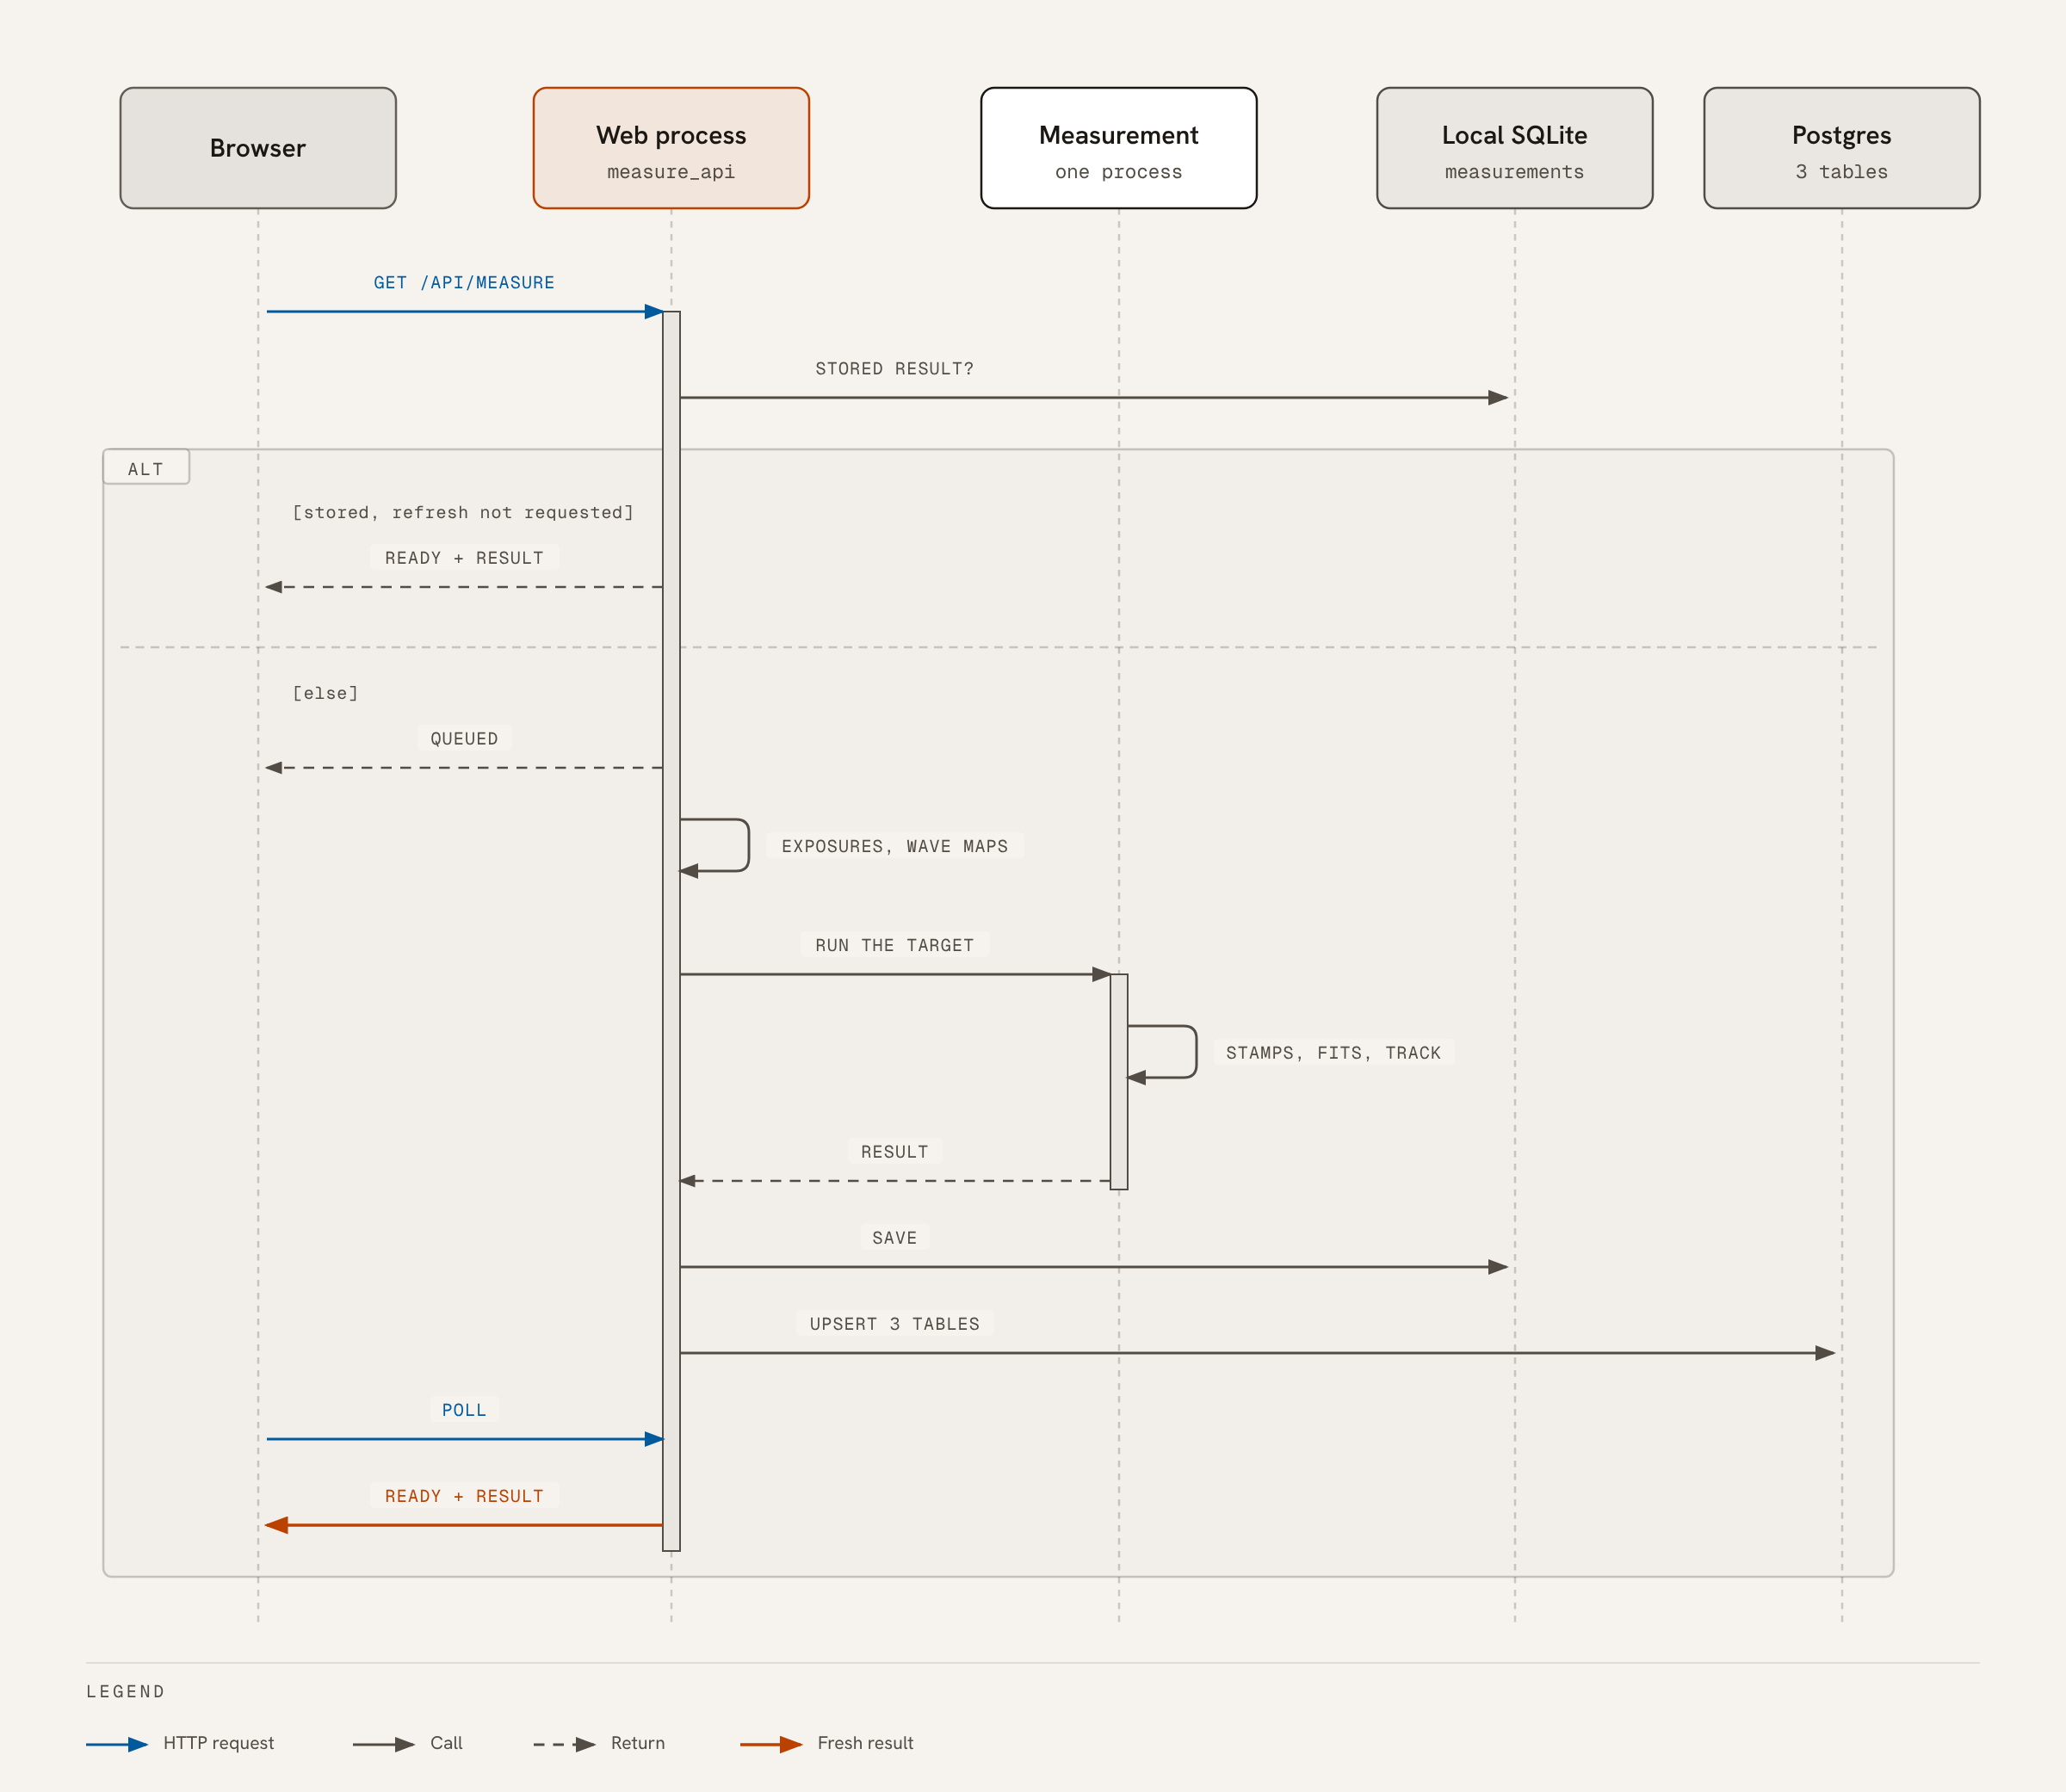 Browser
Web process
measure_api
Measurement
one process
Local SQLite
measurements
Postgres
3 tables
GET /API/MEASURE
STORED RESULT?
ALT
[stored, refresh not requested]
READY + RESULT
[else]
QUEUED
EXPOSURES, WAVE MAPS
RUN THE TARGET
STAMPS, FITS, TRACK
RESULT
SAVE
UPSERT 3 TABLES
POLL
READY + RESULT
LEGEND
HTTP request
Call
Return
Fresh result